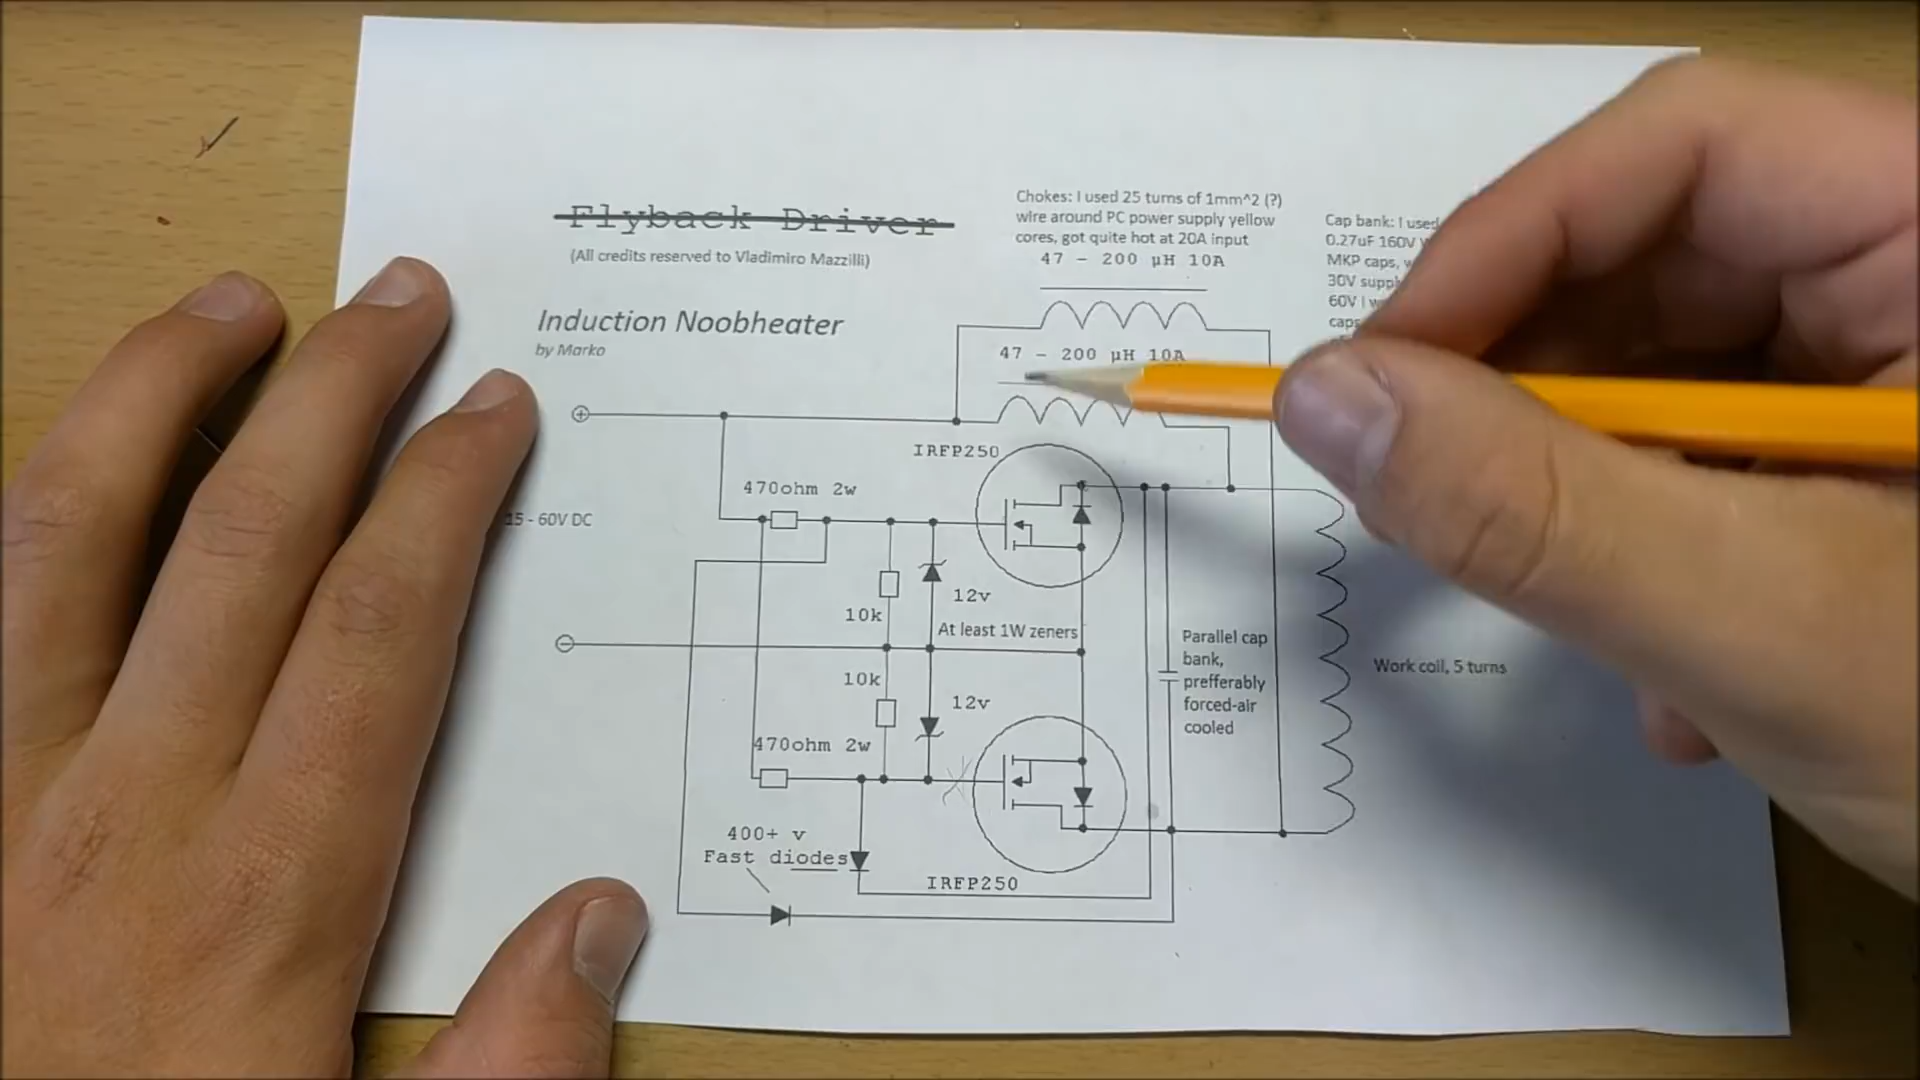 Flyback Driver
(All credits reserved to Vladimiro Mazzilli)
Induction Noobheater
by Marko
Chokes: I used 25 turns of 1mm^2 (?)
wire around PC power supply yellow
cores, got quite hot at 20A input
47 - 200 µH 10A
47 - 200 µH 10A
Cap bank: I used
0.27uF 160V
MKP caps,
30V
60V I
caps
IRFP250
470ohm 2w
15 - 60V DC
10k
12v
At least 1W zeners
10k
12v
470ohm 2w
Parallel cap
bank,
prefferably
forced-air
cooled
Work coil, 5 turns
400+ v
Fast diodes
IRFP250